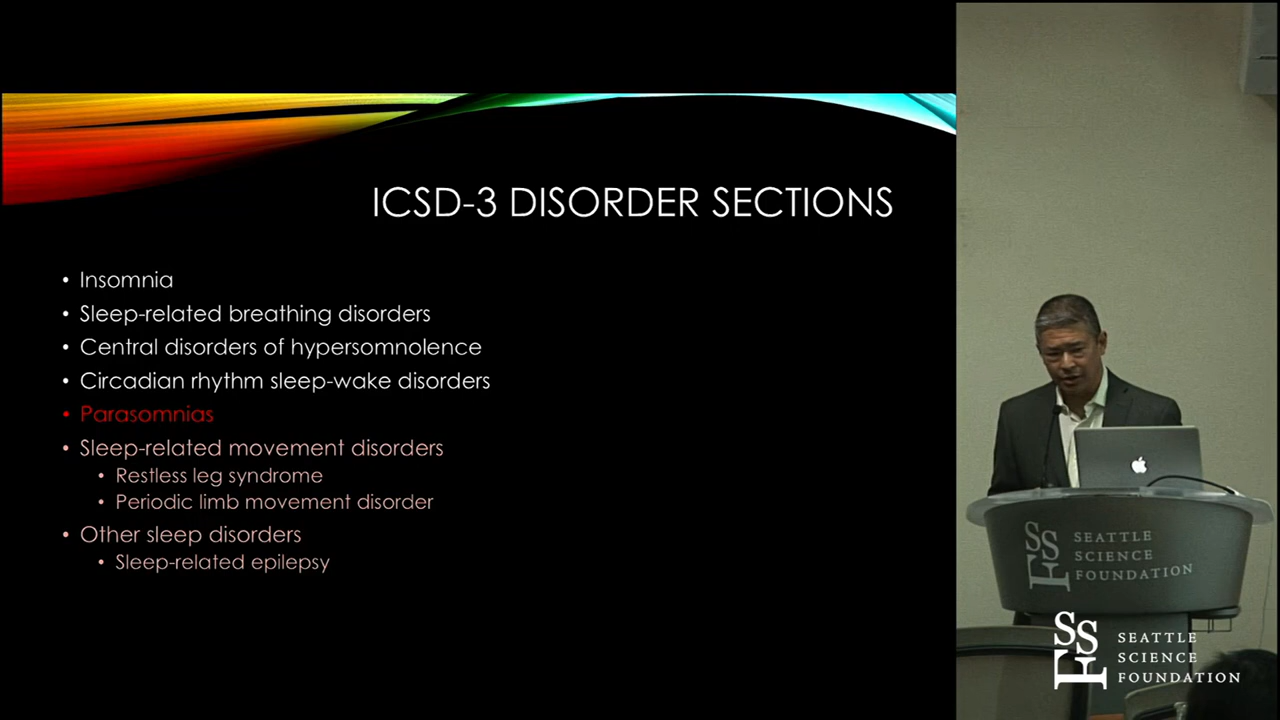 ICSD-3 DISORDER SECTIONS
• Insomnia
• Sleep-related breathing disorders
• Central disorders of hypersomnolence
• Circadian rhythm sleep-wake disorders
• Parasomnias
• Sleep-related movement disorders
• Restless leg syndrome
• Periodic limb movement disorder
• Other sleep disorders
• Sleep-related epilepsy
SSF
SEATTLE
SCIENCE
FOUNDATION
SSF
SEATTLE
SCIENCE
FOUNDATION